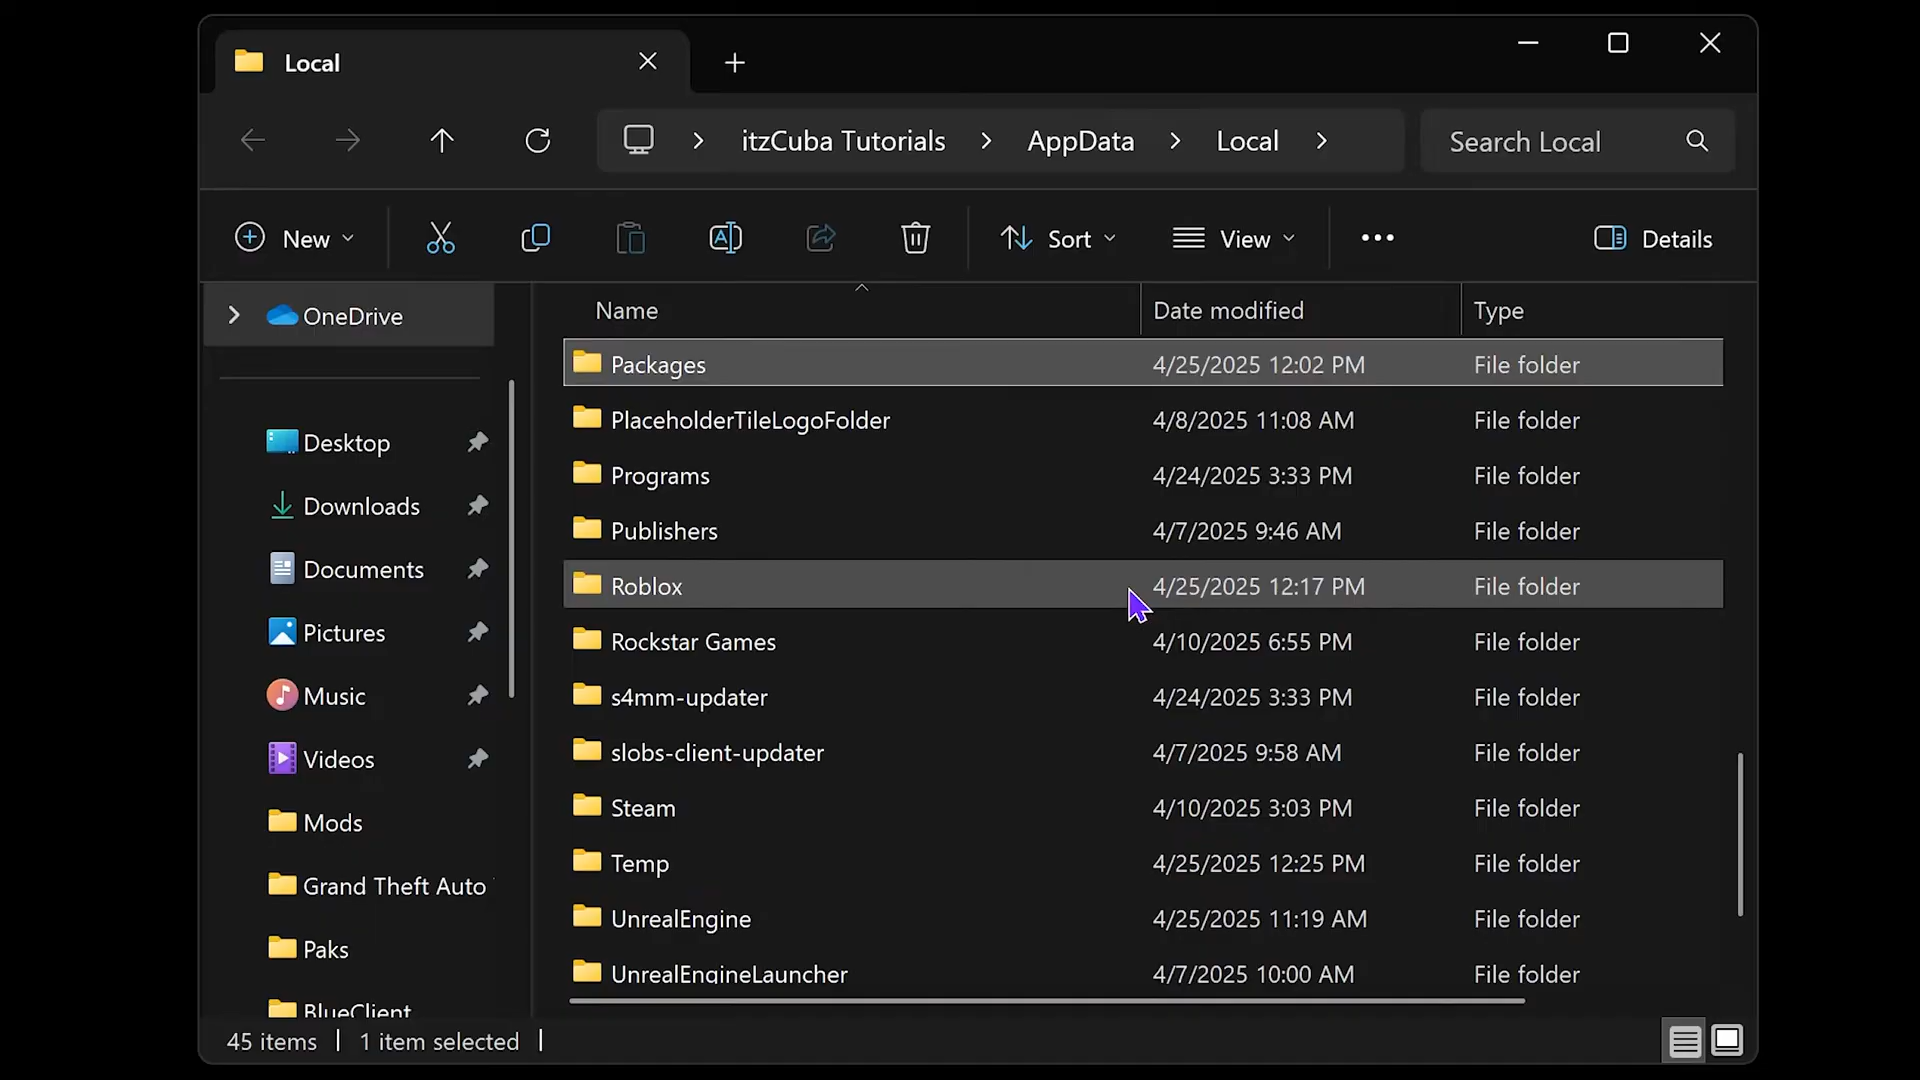 Local
itzCuba Tutorials > AppData > Local >
Search Local
New
Sort
View
Details
OneDrive
Desktop
Downloads
Documents
Pictures
Music
Videos
Mods
Grand Theft Auto
Paks
BlueClient
Name Date modified Type
Packages 4/25/2025 12:02 PM File folder
PlaceholderTileLogoFolder 4/8/2025 11:08 AM File folder
Programs 4/24/2025 3:33 PM File folder
Publishers 4/7/2025 9:46 AM File folder
Roblox 4/25/2025 12:17 PM File folder
Rockstar Games 4/10/2025 6:55 PM File folder
s4mm-updater 4/24/2025 3:33 PM File folder
slobs-client-updater 4/7/2025 9:58 AM File folder
Steam 4/10/2025 3:03 PM File folder
Temp 4/25/2025 12:25 PM File folder
UnrealEngine 4/25/2025 11:19 AM File folder
UnrealEngineLauncher 4/7/2025 10:00 AM File folder
45 items | 1 item selected |